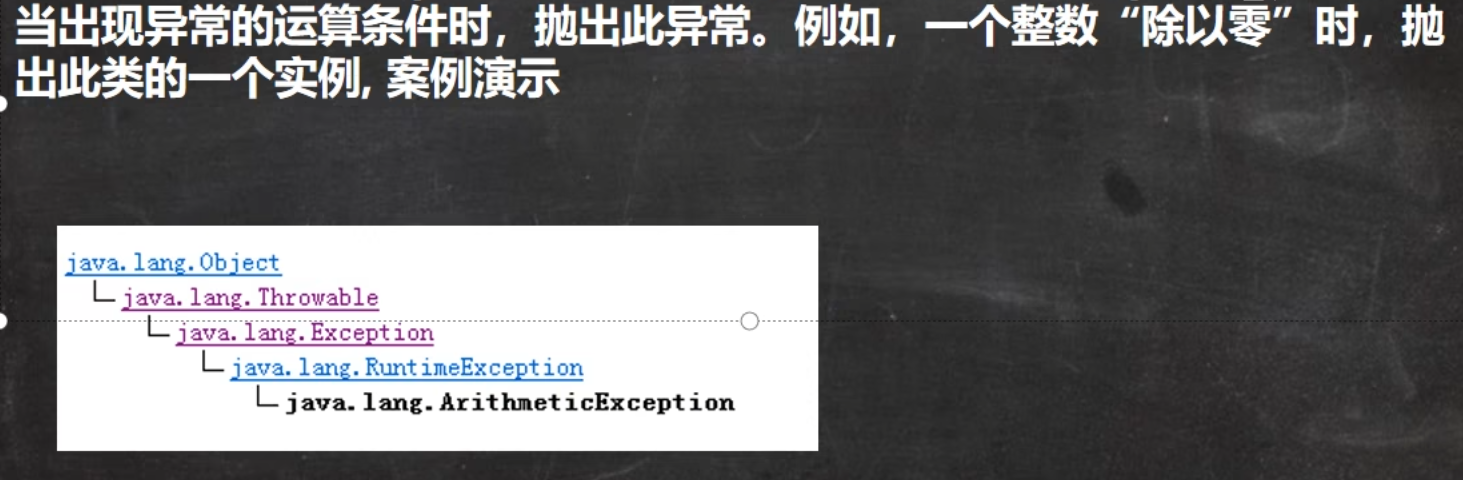 当出现异常的运算条件时，抛出此异常。例如，一个整数“除以零”时，抛
出此类的一个实例, 案例演示
java.lang.Object
java.lang.Throwable
java.lang.Exception
java.lang.RuntimeException
java.lang.ArithmeticException